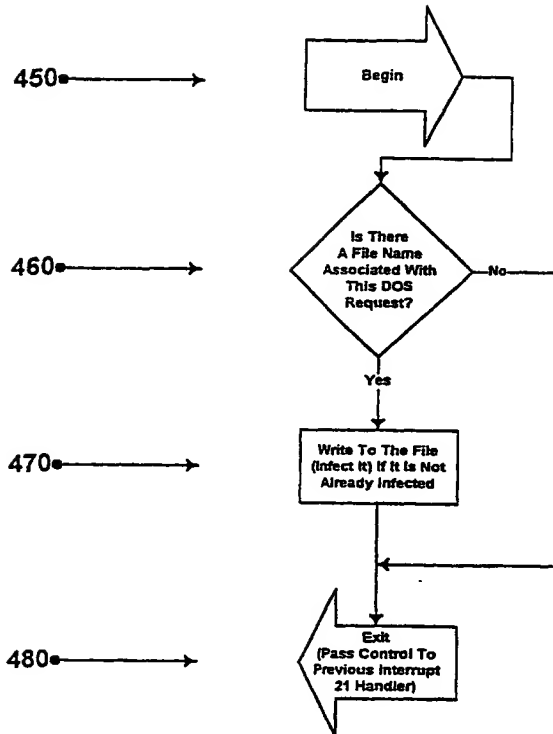 450
Begin
460
Is There
A File Name
Associated With
This DOS
Request?
No
Yes
470
Write To The File
(Infect It) If It Is Not
Already Infected
480
Exit
(Pass Control To
Previous Interrupt
21 Handler)